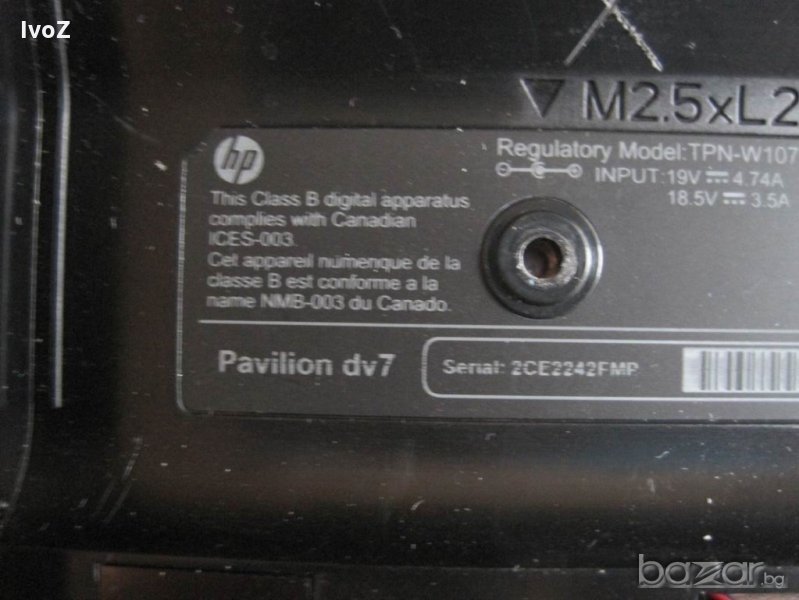 IvoZ
M2.5xL2
hp
Regulatory Model:TPN-W107
INPUT:19V 4.74A
18.5V 3.5A
This Class B digital apparatus
complies with Canadian
ICES-003.
Cet appareil numenque de la
classe B est conforme a la
name NMB-003 du Canado.
Pavilion dv7
Serial: 2CE2242FMP
bazar.bg